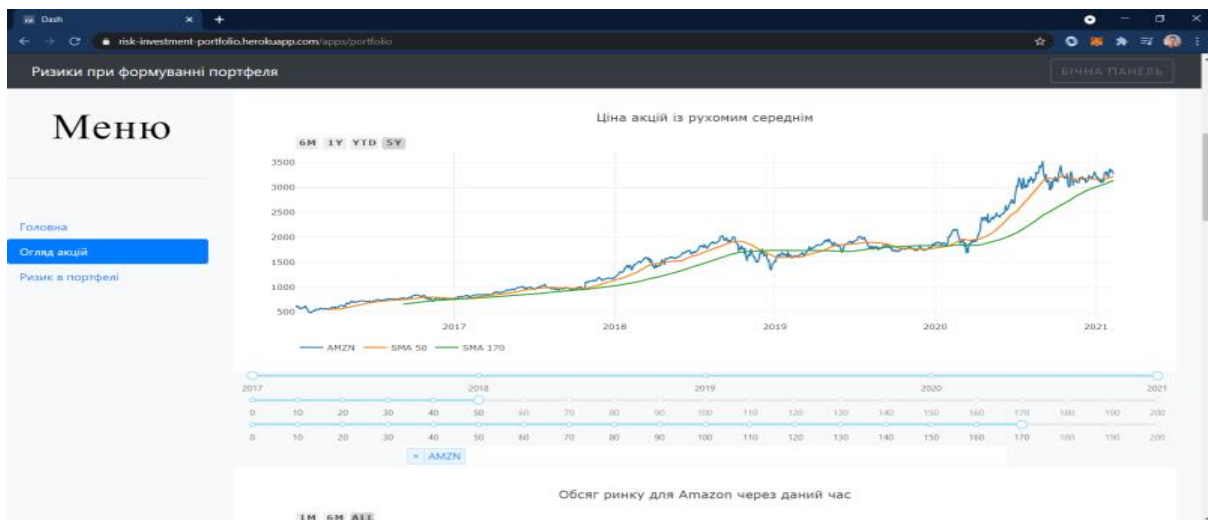 Dash
risk-investment-portfolio.herokuapp.com/apps/portfolio
Ризики при формуванні портфеля
БІЧНА ПАНЕЛЬ
Меню
Головна
Огляд акцій
Ризик в портфелі
Ціна акцій із рухомим середнім
6M 1Y YTD 5Y
3500
3000
2500
2000
1500
1000
500
2017 2018 2019 2020 2021
AMZN SMA 50 SMA 170
2017 2018 2019 2020 2021
0 10 20 30 40 50 60 70 80 90 100 110 120 130 140 150 160 170 180 190 200
0 10 20 30 40 50 60 70 80 90 100 110 120 130 140 150 160 170 180 190 200
× AMZN
Обсяг ринку для Amazon через даний час
1M 6M ALL